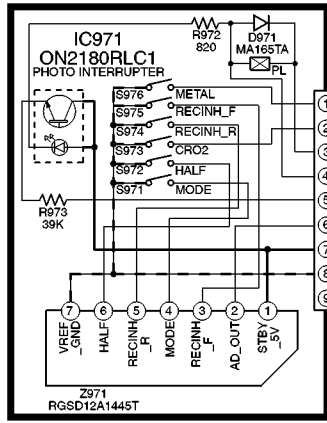 IC971
ON2180RLC1
PHOTO INTERRUPTER
R972
820
D971
MA165TA
PL
S976 METAL
S975 RECINH_F
S974 RECINH_R
S973 CRO2
S972 HALF
S971 MODE
R973
39K
1
2
3
4
5
6
7
8
9
7 6 5 4 3 2 1
VREF_GND
HALF
RECINH_R
MODE
RECINH_F
AD_OUT
STBY_5V
Z971
RGSD12A1445T